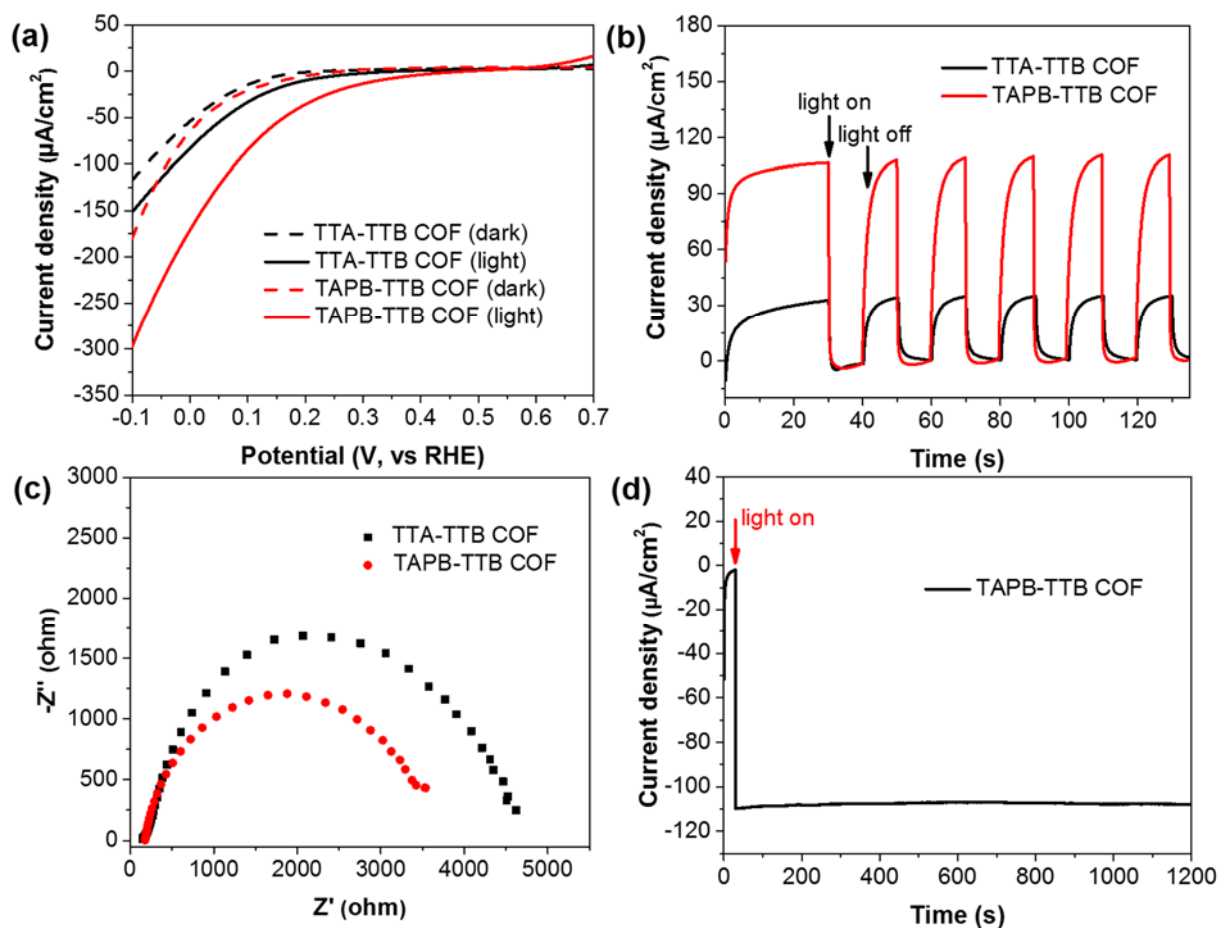 (a)
50
0
-50
-100
-150
-200
-250
-300
-350
Current density (µA/cm²)
TTA-TTB COF (dark)
TTA-TTB COF (light)
TAPB-TTB COF (dark)
TAPB-TTB COF (light)
-0.1 0.0 0.1 0.2 0.3 0.4 0.5 0.6 0.7
Potential (V, vs RHE)
(b)
180
150
120
90
60
30
0
Current density (µA/cm²)
TTA-TTB COF
TAPB-TTB COF
light on
light off
0 20 40 60 80 100 120
Time (s)
(c)
3000
2500
2000
1500
1000
500
0
-Z'' (ohm)
TTA-TTB COF
TAPB-TTB COF
0 1000 2000 3000 4000 5000
Z' (ohm)
(d)
40
20
0
-20
-40
-60
-80
-100
-120
Current density (µA/cm²)
light on
TAPB-TTB COF
0 200 400 600 800 1000 1200
Time (s)